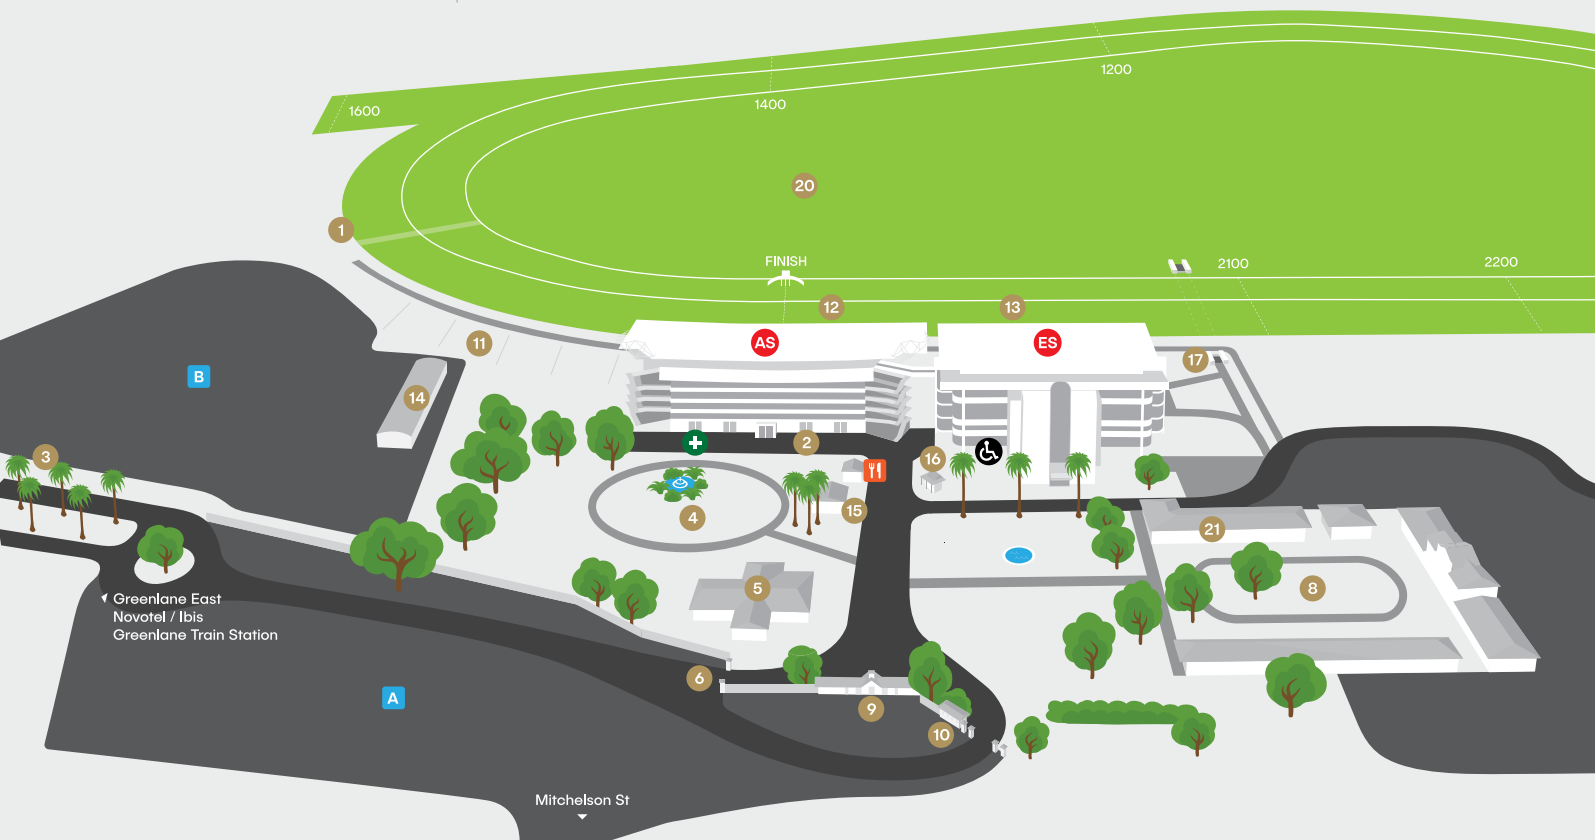 1600
1400
1200
20
1
FINISH
2100
2200
12
13
11
AS
ES
17
B
14
3
2
16
4
15
21
5
8
Greenlane East
Novotel / Ibis
Greenlane Train Station
6
A
9
10
Mitchelson St